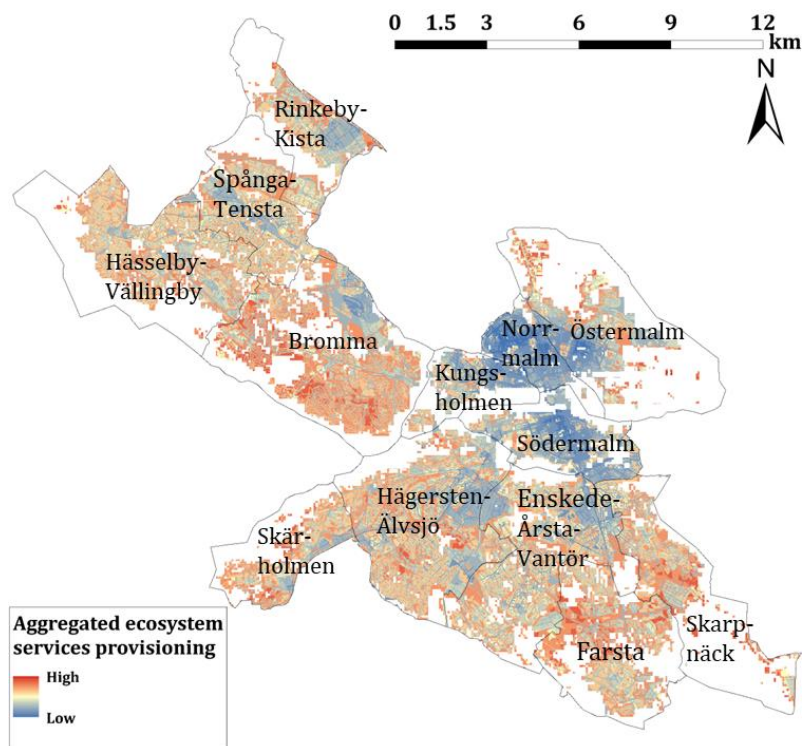 0 1.5 3 6 9 12
km
N
Rinkeby-
Kista
Spånga-
Tensta
Hässelby-
Vällingby
Bromma
Norr-
malm
Östermalm
Kungs-
holmen
Södermalm
Hägersten-
Älvsjö
Enskede-
Årsta-
Vantör
Skär-
holmen
Skarp-
näck
Farsta
Aggregated ecosystem
services provisioning
High
Low